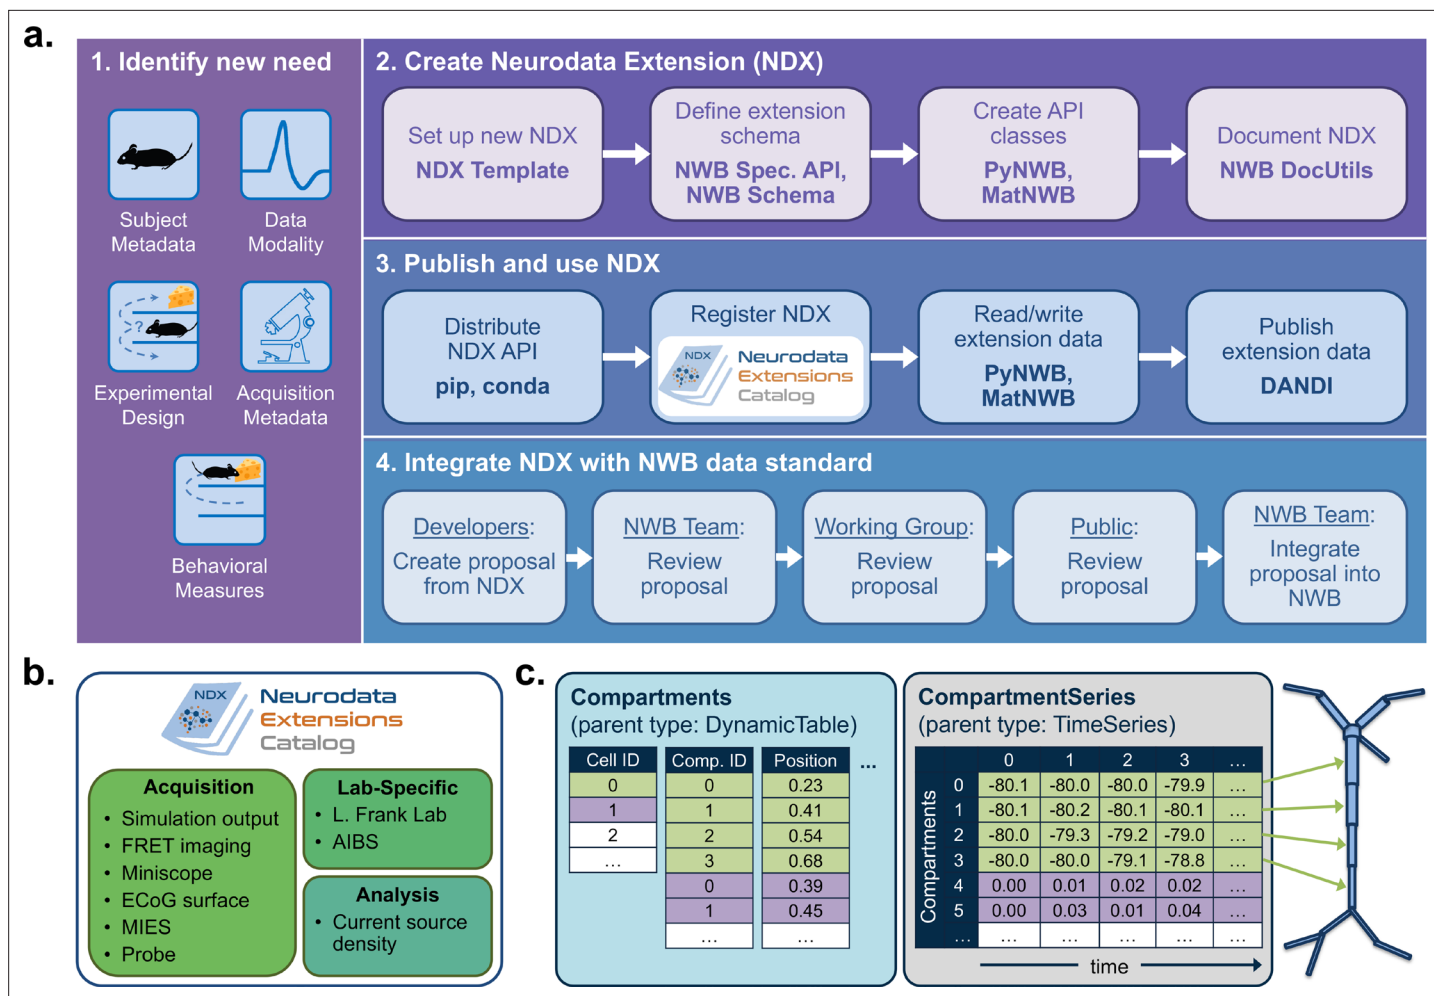 a.
1. Identify new need
Subject
Metadata
Data
Modality
?
Experimental
Design
Acquisition
Metadata
Behavioral
Measures
2. Create Neurodata Extension (NDX)
Set up new NDX
NDX Template
Define extension
schema
NWB Spec. API,
NWB Schema
Create API
classes
PyNWB,
MatNWB
Document NDX
NWB DocUtils
3. Publish and use NDX
Distribute
NDX API
pip, conda
Register NDX
NDX
Neurodata
Extensions
Catalog
Read/write
extension data
PyNWB,
MatNWB
Publish
extension data
DANDI
4. Integrate NDX with NWB data standard
Developers:
Create proposal
from NDX
NWB Team:
Review
proposal
Working Group:
Review
proposal
Public:
Review
proposal
NWB Team:
Integrate
proposal into
NWB
b.
NDX
Neurodata
Extensions
Catalog
Acquisition
• Simulation output
• FRET imaging
• Miniscope
• ECoG surface
• MIES
• Probe
Lab-Specific
• L. Frank Lab
• AIBS
Analysis
• Current source
density
c.
Compartments
(parent type: DynamicTable)
Cell ID
0
1
2
...
Comp. ID Position ...
0 0.23
1 0.41
2 0.54
3 0.68
0 0.39
1 0.45
... ...
CompartmentSeries
(parent type: TimeSeries)
Compartments
0 1 2 3 ...
0 -80.1 -80.0 -80.0 -79.9 ...
1 -80.1 -80.2 -80.1 -80.1 ...
2 -80.0 -79.3 -79.2 -79.0 ...
3 -80.0 -80.0 -79.1 -78.8 ...
4 0.00 0.01 0.02 0.02 ...
5 0.00 0.03 0.01 0.04 ...
... ... ... ... ... ...
time